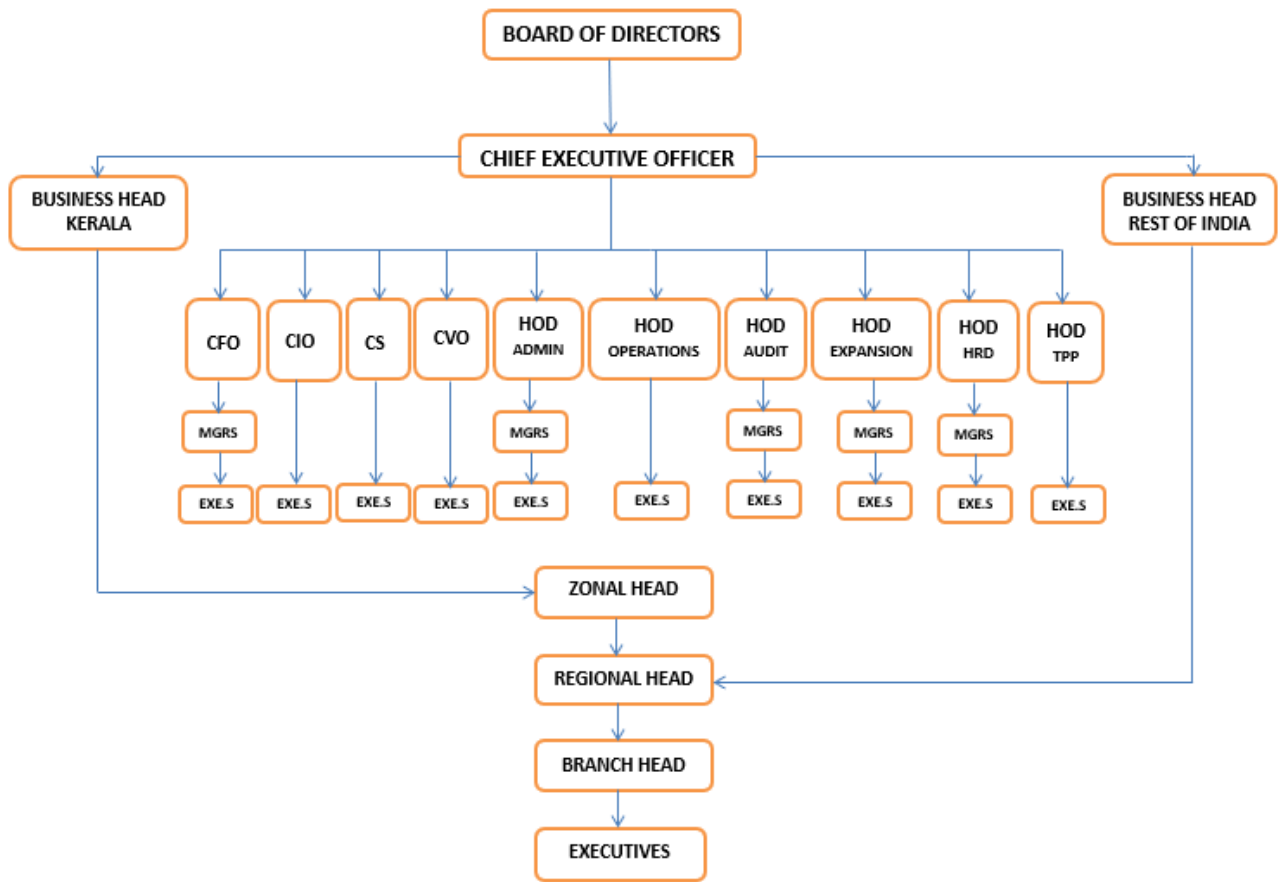 BOARD OF DIRECTORS
CHIEF EXECUTIVE OFFICER
BUSINESS HEAD
KERALA
BUSINESS HEAD
REST OF INDIA
CFO
CIO
CS
CVO
HOD
ADMIN
HOD
OPERATIONS
HOD
AUDIT
HOD
EXPANSION
HOD
HRD
HOD
TPP
MGRS
MGRS
MGRS
MGRS
MGRS
EXE.S
EXE.S
EXE.S
EXE.S
EXE.S
EXE.S
EXE.S
EXE.S
EXE.S
EXE.S
ZONAL HEAD
REGIONAL HEAD
BRANCH HEAD
EXECUTIVES